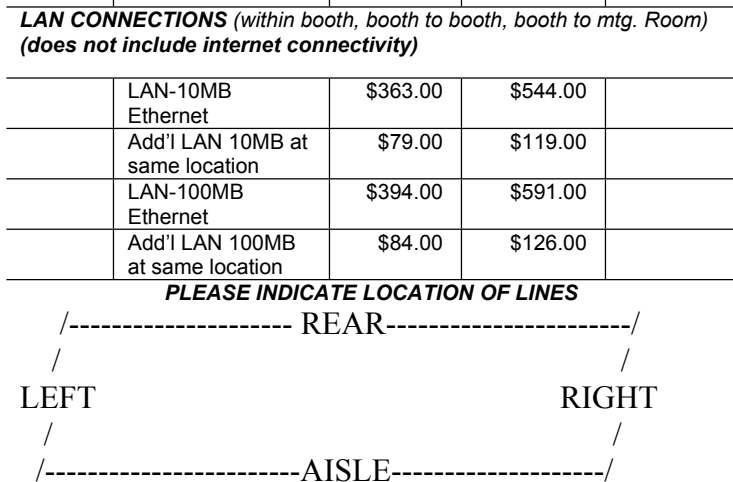 LAN CONNECTIONS (within booth, booth to booth, booth to mtg. Room)
(does not include internet connectivity)
LAN-10MB Ethernet $363.00 $544.00
Add'l LAN 10MB at same location $79.00 $119.00
LAN-100MB Ethernet $394.00 $591.00
Add'l LAN 100MB at same location $84.00 $126.00
PLEASE INDICATE LOCATION OF LINES
/--------------------- REAR-----------------------/
/ /
LEFT RIGHT
/ /
/------------------------AISLE--------------------/